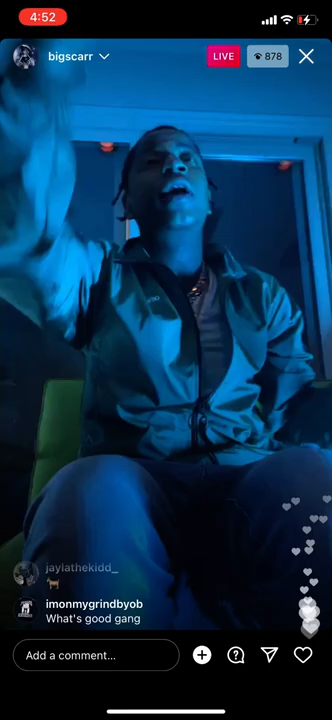 4:52
bigscarr
LIVE
878
jaylathekidd_
imonmygrindbyob
What's good gang
Add a comment...